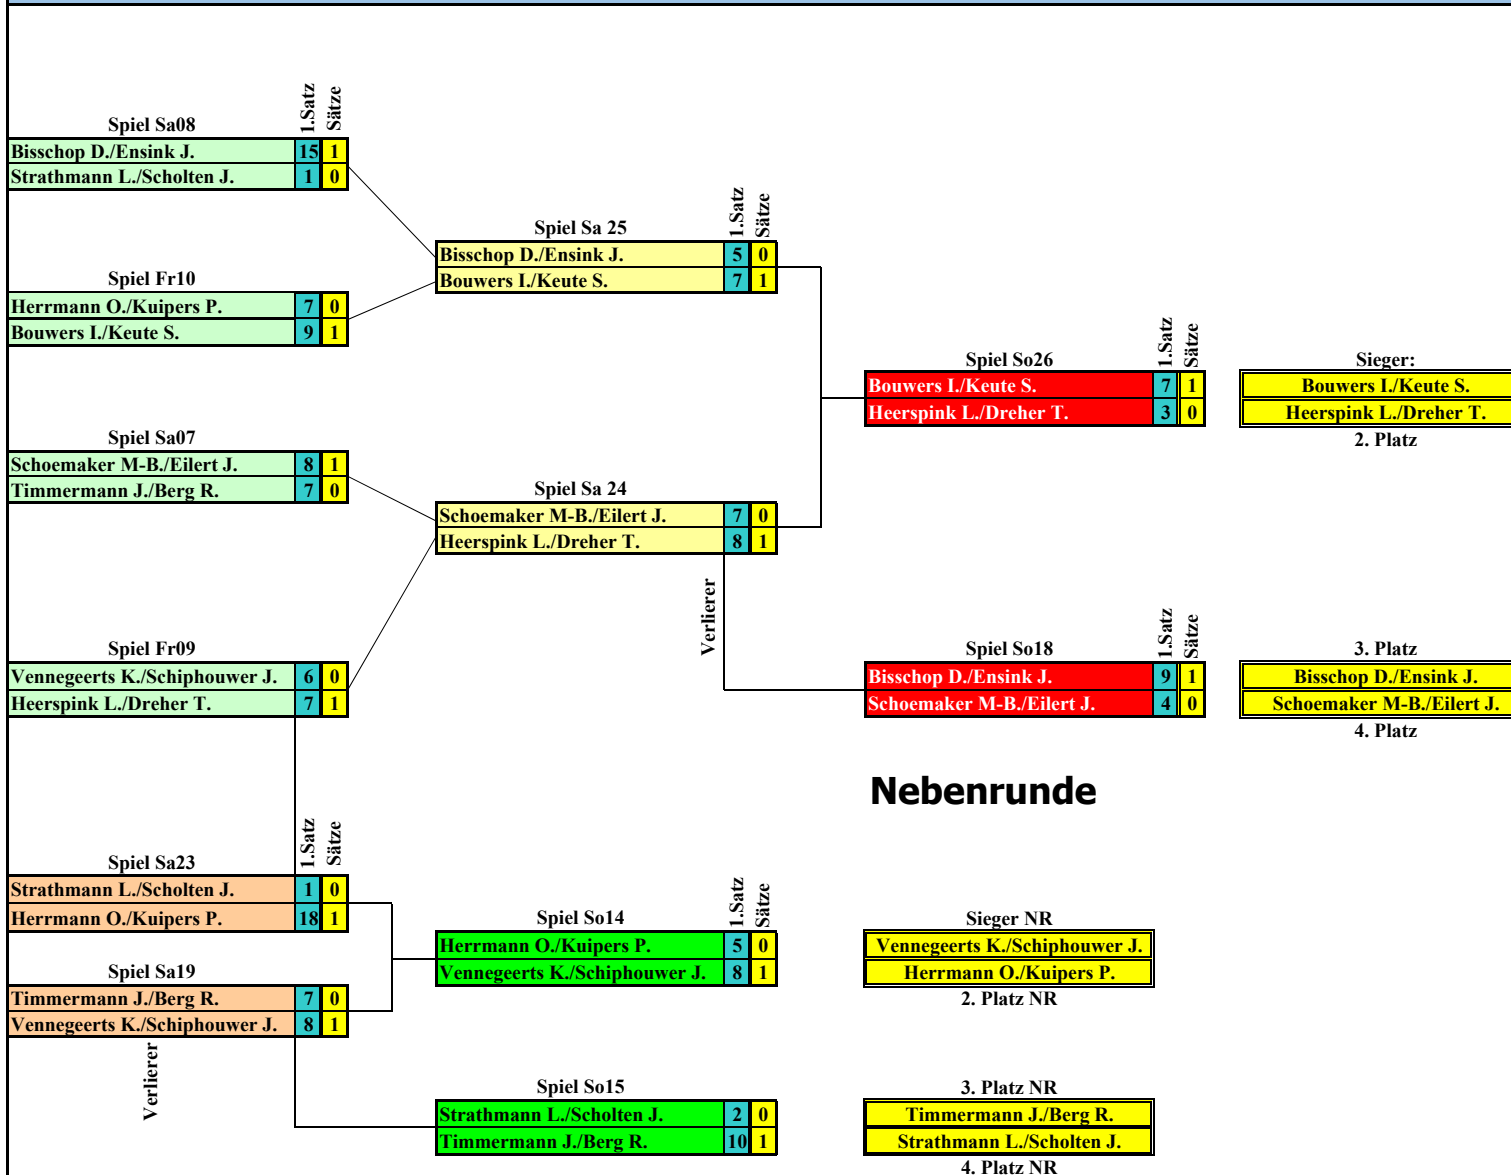 Spiel Sa08 1.Satz Sätze
Bisschop D./Ensink J. 15 1
Strathmann L./Scholten J. 1 0
Spiel Fr10
Herrmann O./Kuipers P. 7 0
Bouwers I./Keute S. 9 1
Spiel Sa 25 1.Satz Sätze
Bisschop D./Ensink J. 5 0
Bouwers I./Keute S. 7 1
Spiel Sa07
Schoemaker M-B./Eilert J. 8 1
Timmermann J./Berg R. 7 0
Spiel Fr09
Vennegeerts K./Schiphouwer J. 6 0
Heerspink L./Dreher T. 7 1
Spiel Sa 24
Schoemaker M-B./Eilert J. 7 0
Heerspink L./Dreher T. 8 1
Verlierer
Spiel So26 1.Satz Sätze
Bouwers I./Keute S. 7 1
Heerspink L./Dreher T. 3 0
Sieger:
Bouwers I./Keute S.
Heerspink L./Dreher T.
2. Platz
Spiel So18 1.Satz Sätze
Bisschop D./Ensink J. 9 1
Schoemaker M-B./Eilert J. 4 0
3. Platz
Bisschop D./Ensink J.
Schoemaker M-B./Eilert J.
4. Platz
Nebenrunde
Spiel Sa23 1.Satz Sätze
Strathmann L./Scholten J. 1 0
Herrmann O./Kuipers P. 18 1
Spiel Sa19
Timmermann J./Berg R. 7 0
Vennegeerts K./Schiphouwer J. 8 1
Verlierer
Spiel So14 1.Satz Sätze
Herrmann O./Kuipers P. 5 0
Vennegeerts K./Schiphouwer J. 8 1
Sieger NR
Vennegeerts K./Schiphouwer J.
Herrmann O./Kuipers P.
2. Platz NR
Spiel So15
Strathmann L./Scholten J. 2 0
Timmermann J./Berg R. 10 1
3. Platz NR
Timmermann J./Berg R.
Strathmann L./Scholten J.
4. Platz NR